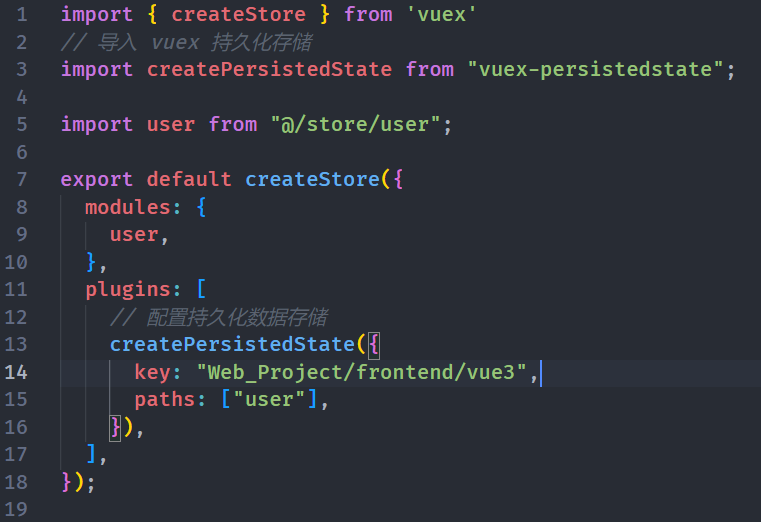 1 import { createStore } from 'vuex'
2 // 导入 vuex 持久化存储
3 import createPersistedState from "vuex-persistedstate";
4
5 import user from "@/store/user";
6
7 export default createStore({
8   modules: {
9     user,
10   },
11   plugins: [
12     // 配置持久化数据存储
13     createPersistedState({
14       key: "Web_Project/frontend/vue3",
15       paths: ["user"],
16     }),
17   ],
18 });
19